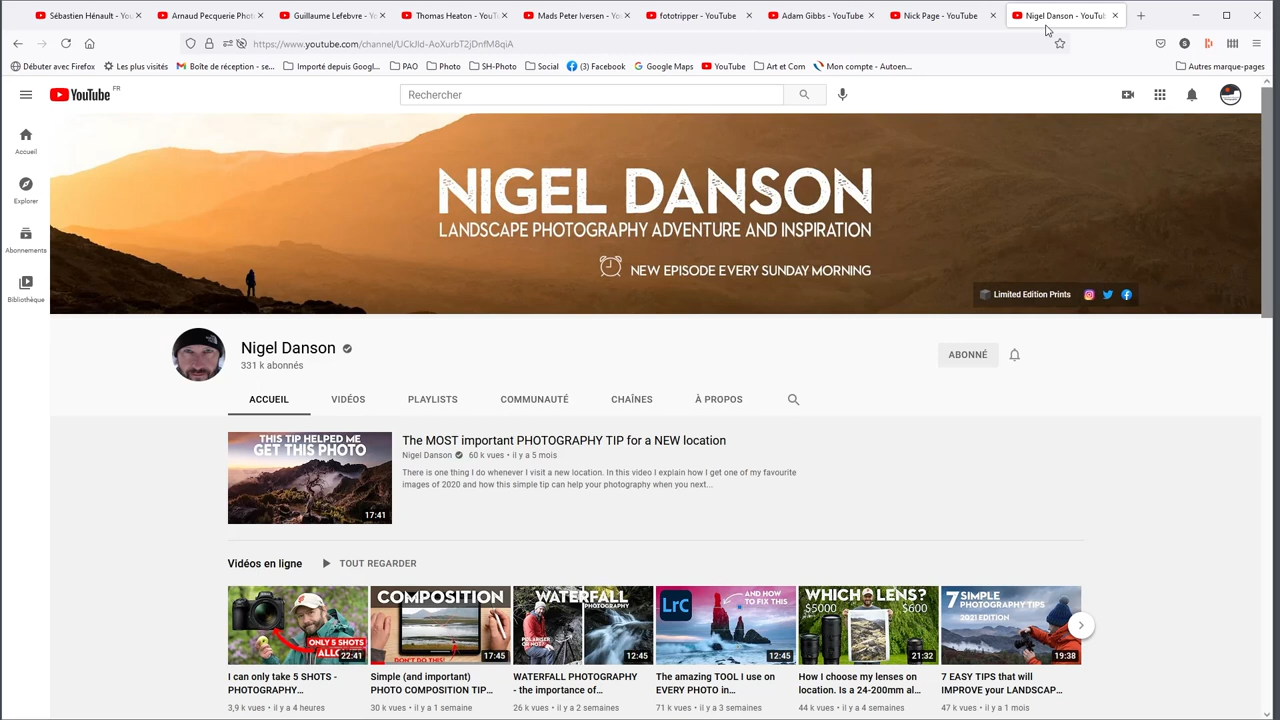 Sébastien Hénault - You
Arnaud Pecquerie Phot
Guillaume Lefebvre - Yo
Thomas Heaton - YouT
Mads Peter Iversen - Yo
fototripper - YouTube
Adam Gibbs - YouTube
Nick Page - YouTube
Nigel Danson - YouTub
https://www.youtube.com/channel/UCkJld-AoXurbT2jDnfM8qiA
Débuter avec Firefox
Les plus visités
Boîte de réception - se...
Importé depuis Googl...
PAO
Photo
SH-Photo
Social
(3) Facebook
Google Maps
YouTube
Art et Com
Mon compte - Autoen...
Autres marque-pages
YouTube FR
Rechercher
Accueil
Explorer
Abonnements
Bibliothèque
NIGEL DANSON
LANDSCAPE PHOTOGRAPHY ADVENTURE AND INSPIRATION
NEW EPISODE EVERY SUNDAY MORNING
Limited Edition Prints
Nigel Danson
331 k abonnés
ABONNÉ
ACCUEIL
VIDÉOS
PLAYLISTS
COMMUNAUTÉ
CHAÎNES
À PROPOS
THIS TIP HELPED ME
GET THIS PHOTO
17:41
The MOST important PHOTOGRAPHY TIP for a NEW location
Nigel Danson 60 k vues • il y a 5 mois
There is one thing I do whenever I visit a new location. In this video I explain how I get one of my favourite
images of 2020 and how this simple tip can help your photography when you next...
Vidéos en ligne
TOUT REGARDER
ONLY 5 SHOTS
ALL
22:41
I can only take 5 SHOTS -
PHOTOGRAPHY...
3,9 k vues • il y a 4 heures
COMPOSITION
DON'T DO THIS!
17:45
Simple (and important)
PHOTO COMPOSITION TIP...
30 k vues • il y a 1 semaine
WATERFALL
PHOTOGRAPHY
POLARISER
OR NOT?
12:45
WATERFALL PHOTOGRAPHY
- the importance of...
26 k vues • il y a 2 semaines
LrC
AND HOW
TO FIX THIS
12:45
The amazing TOOL I use on
EVERY PHOTO in...
71 k vues • il y a 3 semaines
WHICH LENS?
$5000
$600
21:32
How I choose my lenses on
location. Is a 24-200mm al...
44 k vues • il y a 4 semaines
7 SIMPLE
PHOTOGRAPHY TIPS
2021 EDITION
19:38
7 EASY TIPS that will
IMPROVE your LANDSCAP...
47 k vues • il y a 1 mois